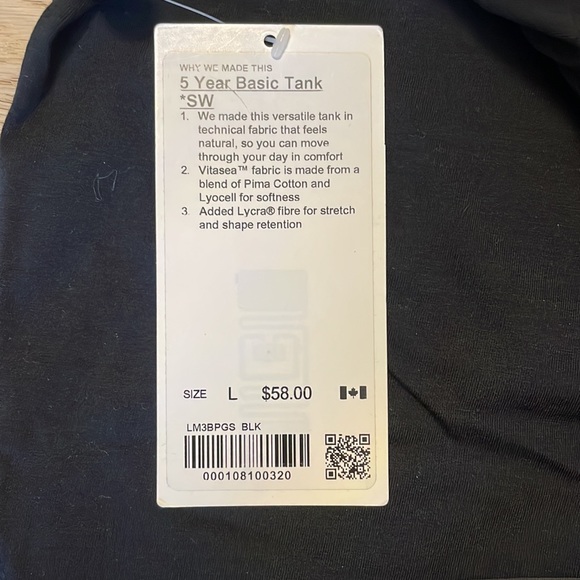 WHY WE MADE THIS
5 Year Basic Tank
*SW
1. We made this versatile tank in
technical fabric that feels
natural, so you can move
through your day in comfort
2. Vitasea™ fabric is made from a
blend of Pima Cotton and
Lyocell for softness
3 Added Lycra® fibre for stretch
and shape retention
SIZE L $58.00
LM3BPGS BLK
000108100320